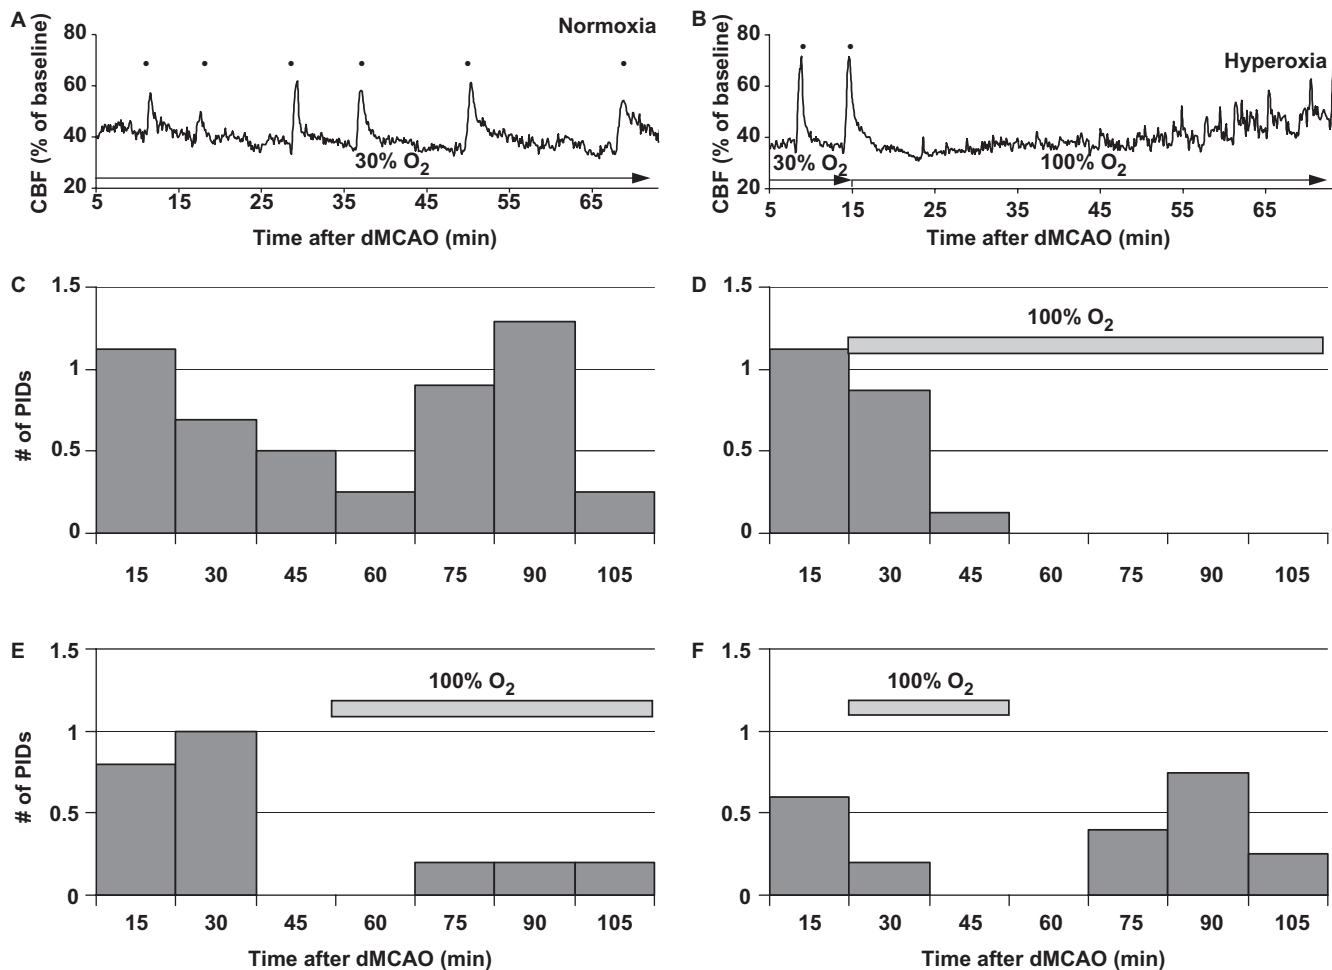 A
Normoxia
CBF (% of baseline)
80
60
40
20
30% O2
5 15 25 35 45 55 65
Time after dMCAO (min)
B
Hyperoxia
CBF (% of baseline)
80
60
40
20
30% O2
100% O2
5 15 25 35 45 55 65
Time after dMCAO (min)
C
# of PIDs
1.5
1
0.5
0
15 30 45 60 75 90 105
D
1.5
1
0.5
0
100% O2
15 30 45 60 75 90 105
E
# of PIDs
1.5
1
0.5
0
100% O2
15 30 45 60 75 90 105
Time after dMCAO (min)
F
1.5
1
0.5
0
100% O2
15 30 45 60 75 90 105
Time after dMCAO (min)